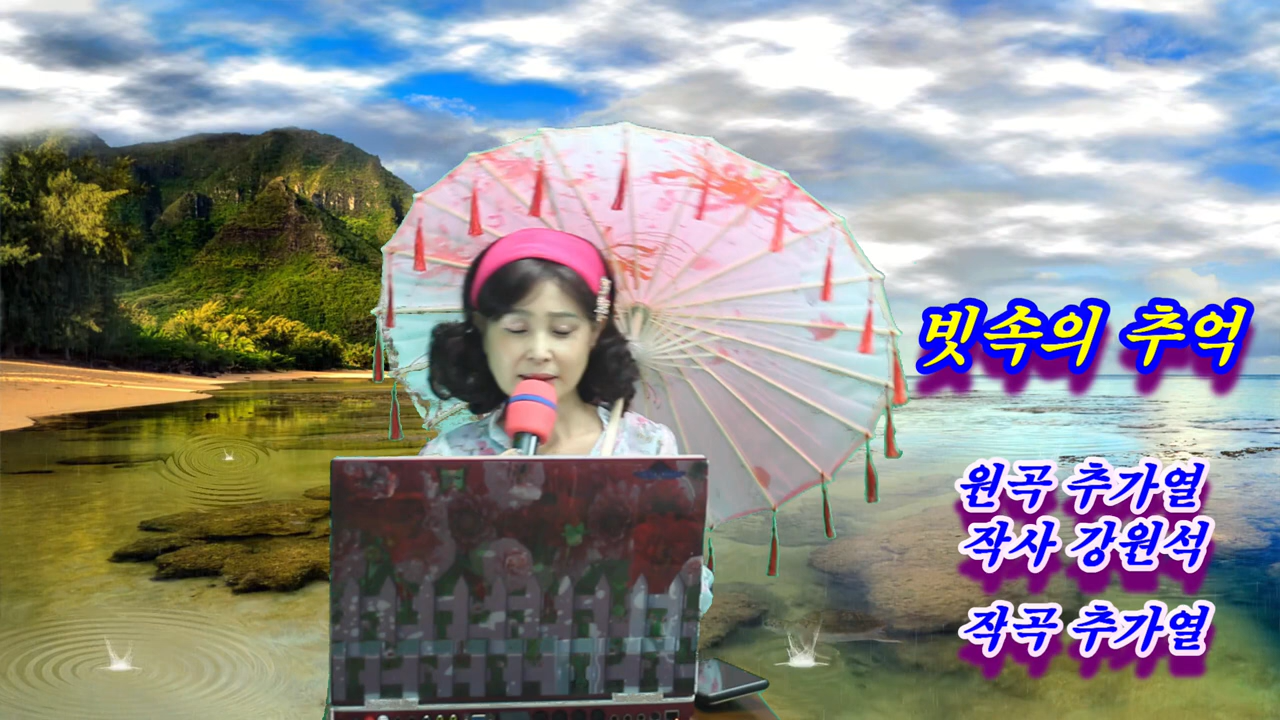 빗속의 추억
원곡 추가열
작사 강원석
작곡 추가열